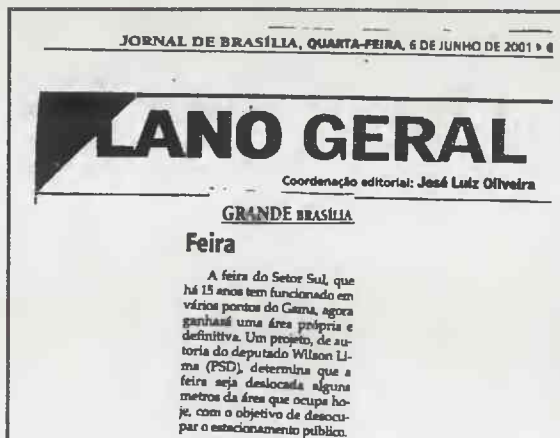 JORNAL DE BRASÍLIA, QUARTA-FEIRA, 6 DE JUNHO DE 2001
LANO GERAL
Coordenação editorial: José Luiz Oliveira
GRANDE BRASÍLIA
Feira
A feira do Setor Sul, que
há 15 anos tem funcionado em
vários pontos do Gama, agora
ganhará uma área própria e
definitiva. Um projeto, de au-
toria do deputado Wilson Li-
ma (PSD), determina que a
feira seja deslocada alguns
metros da área que ocupa ho-
je, com o objetivo de desocu-
par o estacionamento público.